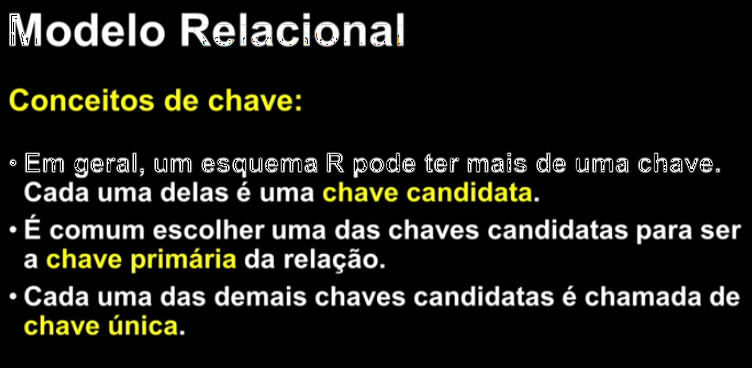 Modelo Relacional
Conceitos de chave:
• Em geral, um esquema R pode ter mais de uma chave.
Cada uma delas é uma chave candidata.
• É comum escolher uma das chaves candidatas para ser
a chave primária da relação.
• Cada uma das demais chaves candidatas é chamada de
chave única.